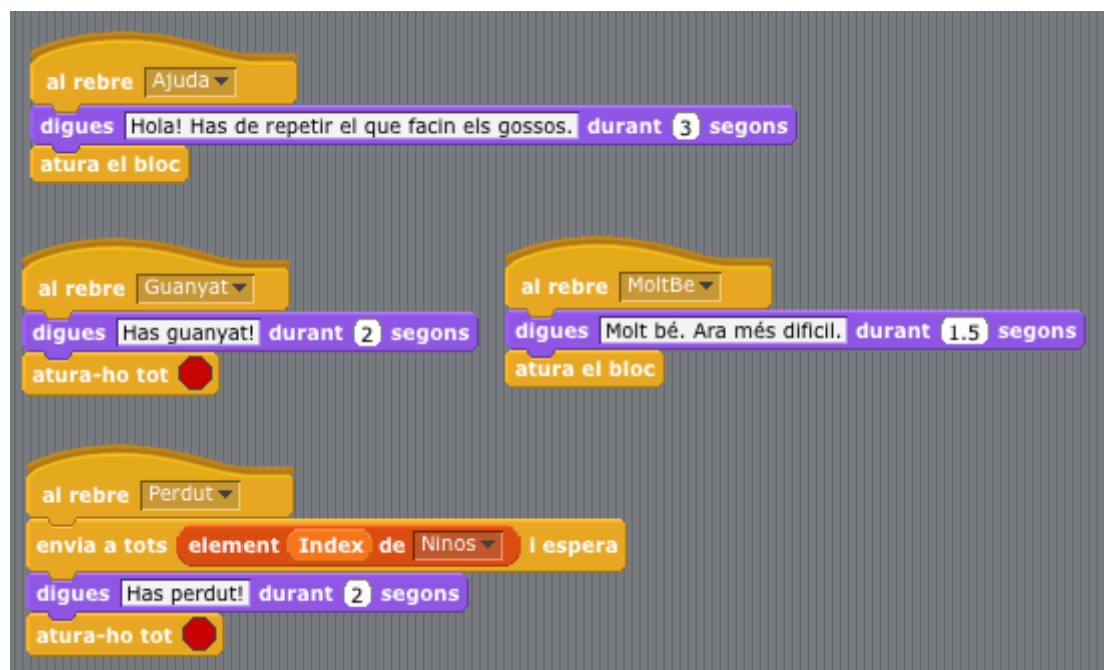 al rebre Ajuda
digues Hola! Has de repetir el que facin els gossos. durant 3 segons
atura el bloc
al rebre Guanyat
digues Has guanyat! durant 2 segons
atura-ho tot
al rebre MoltBe
digues Molt bé. Ara més dificil. durant 1.5 segons
atura el bloc
al rebre Perdut
envia a tots element Index de Ninos i espera
digues Has perdut! durant 2 segons
atura-ho tot